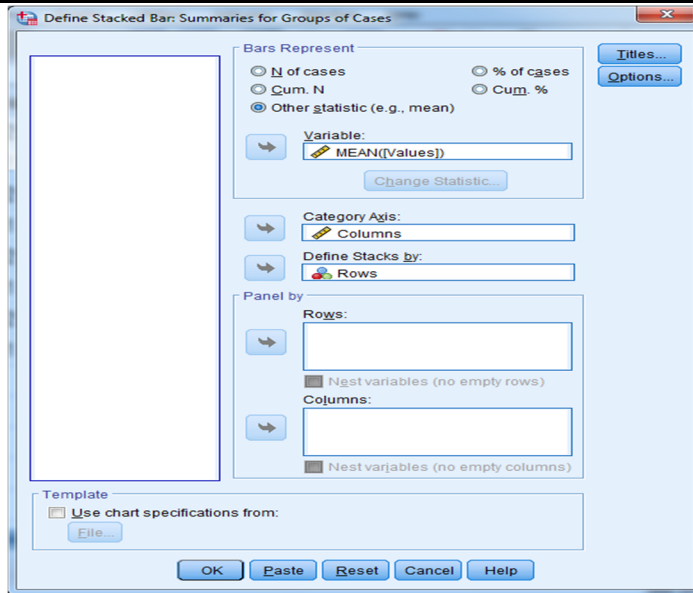 Define Stacked Bar: Summaries for Groups of Cases
Bars Represent
N of cases
% of cases
Cum. N
Cum. %
Other statistic (e.g., mean)
Variable:
MEAN([Values])
Change Statistic...
Category Axis:
Columns
Define Stacks by:
Rows
Panel by
Rows:
Nest variables (no empty rows)
Columns:
Nest variables (no empty columns)
Titles...
Options...
Template
Use chart specifications from:
File...
OK
Paste
Reset
Cancel
Help